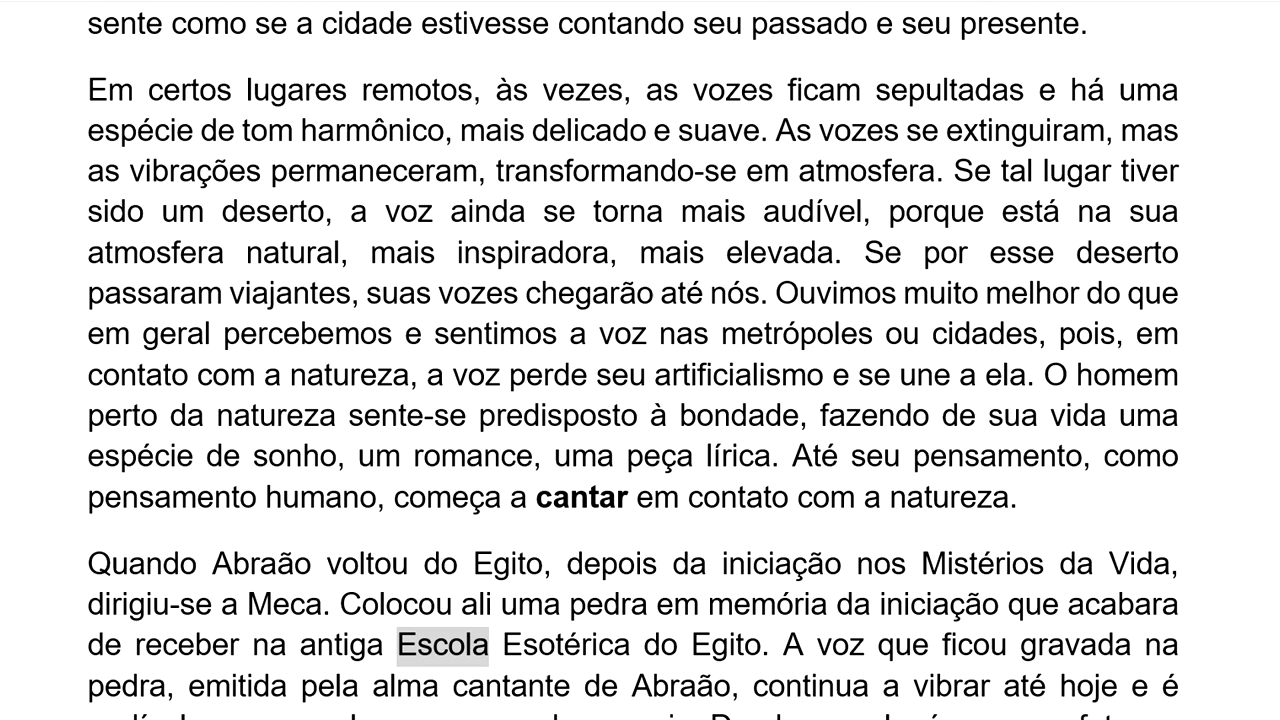 sente como se a cidade estivesse contando seu passado e seu presente.
Em certos lugares remotos, às vezes, as vozes ficam sepultadas e há uma
espécie de tom harmônico, mais delicado e suave. As vozes se extinguiram, mas
as vibrações permaneceram, transformando-se em atmosfera. Se tal lugar tiver
sido um deserto, a voz ainda se torna mais audível, porque está na sua
atmosfera natural, mais inspiradora, mais elevada. Se por esse deserto
passaram viajantes, suas vozes chegarão até nós. Ouvimos muito melhor do que
em geral percebemos e sentimos a voz nas metrópoles ou cidades, pois, em
contato com a natureza, a voz perde seu artificialismo e se une a ela. O homem
perto da natureza sente-se predisposto à bondade, fazendo de sua vida uma
espécie de sonho, um romance, uma peça lírica. Até seu pensamento, como
pensamento humano, começa a cantar em contato com a natureza.
Quando Abraão voltou do Egito, depois da iniciação nos Mistérios da Vida,
dirigiu-se a Meca. Colocou ali uma pedra em memória da iniciação que acabara
de receber na antiga Escola Esotérica do Egito. A voz que ficou gravada na
pedra, emitida pela alma cantante de Abraão, continua a vibrar até hoje e é